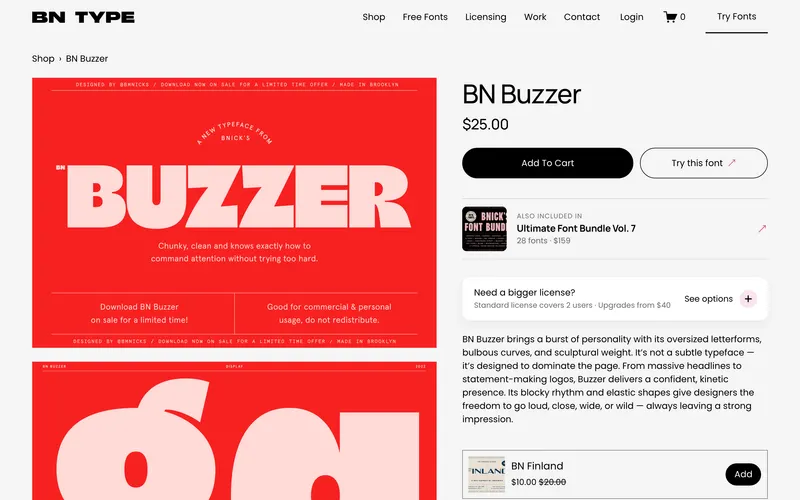 BN TYPE
Shop Free Fonts Licensing Work Contact Login 0 Try Fonts
Shop › BN Buzzer
DESIGNED BY @BNNICKS / DOWNLOAD NOW ON SALE FOR A LIMITED TIME OFFER / MADE IN BROOKLYN
A NEW TYPEFACE FROM
BNICK'S
BN BUZZER
Chunky, clean and knows exactly how to
command attention without trying too hard.
Download BN Buzzer
on sale for a limited time!
Good for commercial & personal
usage, do not redistribute.
DESIGNED BY @BNNICKS / DOWNLOAD NOW ON SALE FOR A LIMITED TIME OFFER / MADE IN BROOKLYN
BN BUZZER DISPLAY
ga
BN Buzzer
$25.00
Add To Cart
Try this font
BNICK'S
FONT BUNDL
ALSO INCLUDED IN
Ultimate Font Bundle Vol. 7
28 fonts · $159
Need a bigger license?
Standard license covers 2 users · Upgrades from $40
See options +
BN Buzzer brings a burst of personality with its oversized letterforms,
bulbous curves, and sculptural weight. It's not a subtle typeface —
it's designed to dominate the page. From massive headlines to
statement-making logos, Buzzer delivers a confident, kinetic
presence. Its blocky rhythm and elastic shapes give designers the
freedom to go loud, close, wide, or wild — always leaving a strong
impression.
FINLAND
BN Finland
$10.00 $20.00
Add